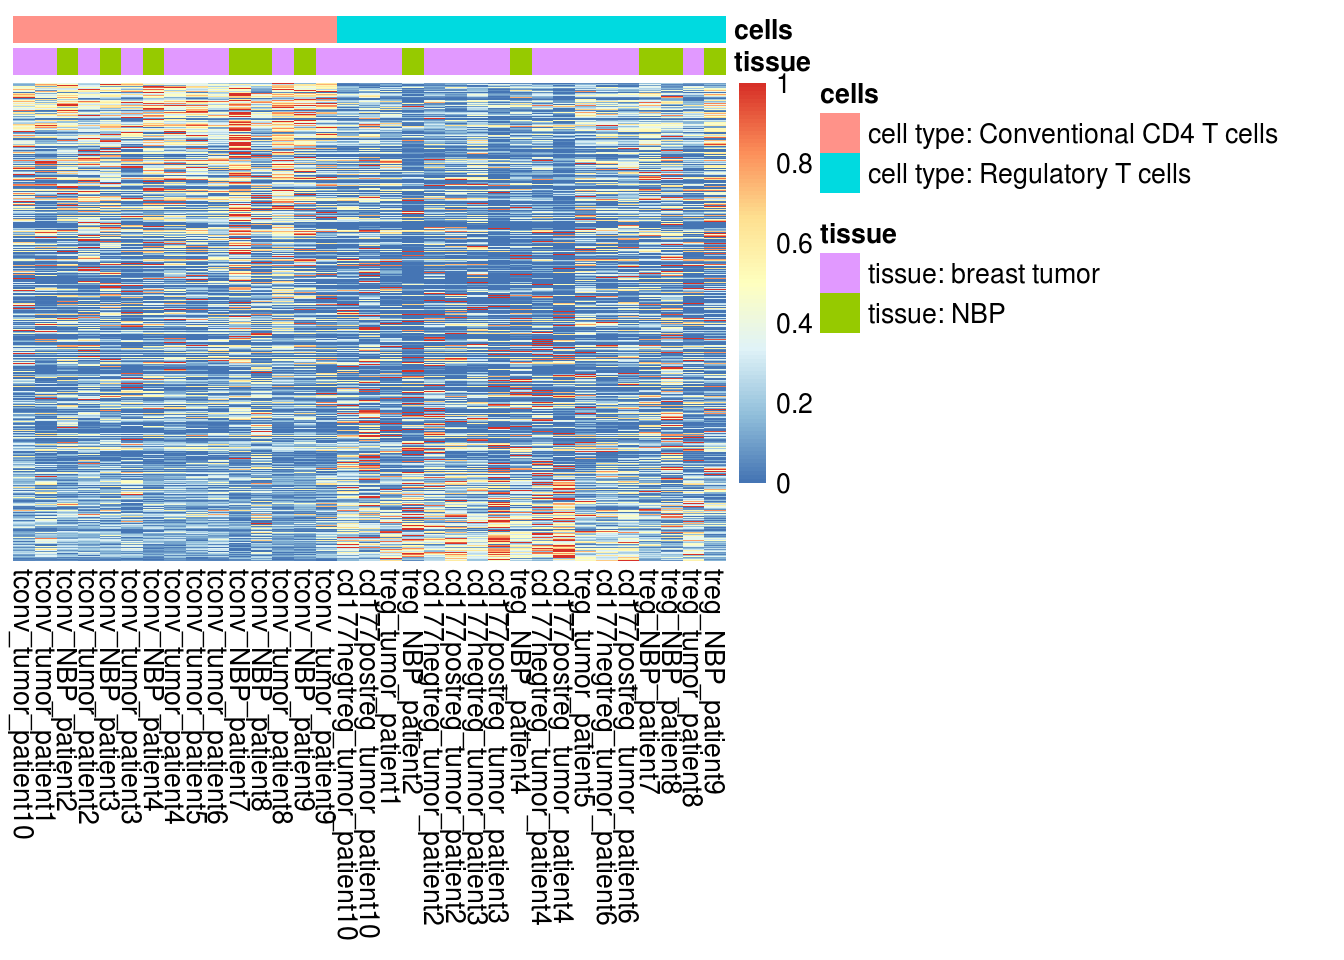 cells
tissue
1
0.8
0.6
0.4
0.2
0
cells
cell type: Conventional CD4 T cells
cell type: Regulatory T cells
tissue
tissue: breast tumor
tissue: NBP
tconv_tumor_patient10
tconv_tumor_patient1
tconv_NBP_patient2
tconv_tumor_patient2
tconv_NBP_patient3
tconv_tumor_patient3
tconv_NBP_patient4
tconv_tumor_patient4
tconv_tumor_patient5
tconv_tumor_patient6
tconv_NBP_patient7
tconv_NBP_patient8
tconv_tumor_patient8
tconv_NBP_patient9
tconv_tumor_patient9
cd177negtreg_tumor_patient10
cd177postreg_tumor_patient10
treg_tumor_patient1
treg_NBP_patient2
cd177negtreg_tumor_patient2
cd177postreg_tumor_patient2
cd177negtreg_tumor_patient3
cd177postreg_tumor_patient3
treg_NBP_patient4
cd177negtreg_tumor_patient4
cd177postreg_tumor_patient4
treg_tumor_patient5
cd177negtreg_tumor_patient6
cd177postreg_tumor_patient6
treg_NBP_patient7
treg_NBP_patient8
treg_tumor_patient8
treg_NBP_patient9